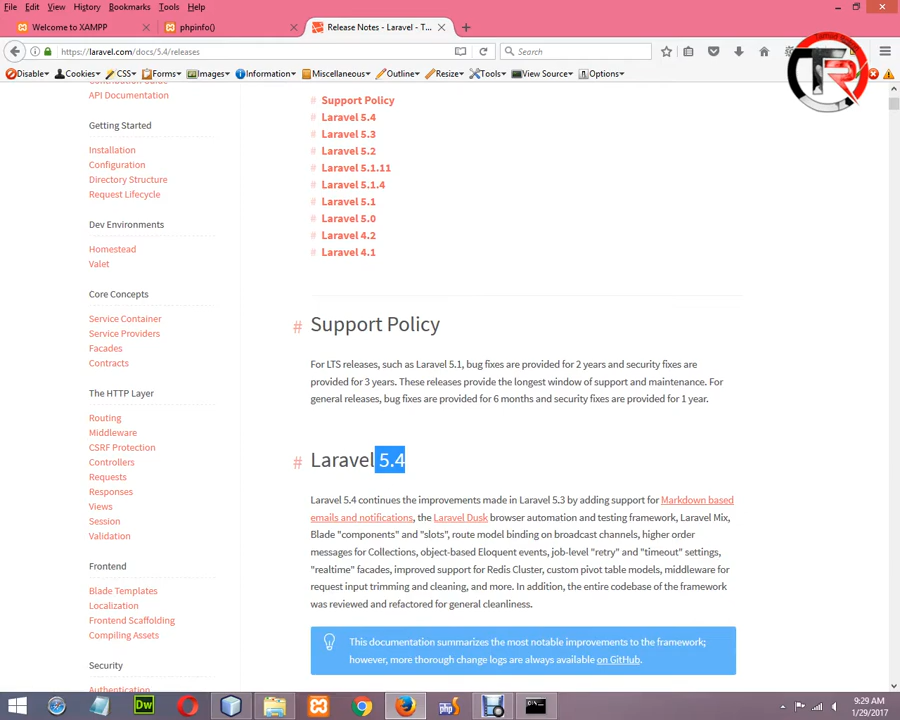 File Edit View History Bookmarks Tools Help
Welcome to XAMPP
phpinfo()
Release Notes - Laravel - T...
https://laravel.com/docs/5.4/releases
Search
Disable Cookies CSS Forms Images Information Miscellaneous Outline Resize Tools View Source Options
API Documentation
Getting Started
Installation
Configuration
Directory Structure
Request Lifecycle
Dev Environments
Homestead
Valet
Core Concepts
Service Container
Service Providers
Facades
Contracts
The HTTP Layer
Routing
Middleware
CSRF Protection
Controllers
Requests
Responses
Views
Session
Validation
Frontend
Blade Templates
Localization
Frontend Scaffolding
Compiling Assets
Security
Authentication
# Support Policy
# Laravel 5.4
# Laravel 5.3
# Laravel 5.2
# Laravel 5.1.11
# Laravel 5.1.4
# Laravel 5.1
# Laravel 5.0
# Laravel 4.2
# Laravel 4.1
# Support Policy
For LTS releases, such as Laravel 5.1, bug fixes are provided for 2 years and security fixes are
provided for 3 years. These releases provide the longest window of support and maintenance. For
general releases, bug fixes are provided for 6 months and security fixes are provided for 1 year.
# Laravel 5.4
Laravel 5.4 continues the improvements made in Laravel 5.3 by adding support for Markdown based
emails and notifications, the Laravel Dusk browser automation and testing framework, Laravel Mix,
Blade "components" and "slots", route model binding on broadcast channels, higher order
messages for Collections, object-based Eloquent events, job-level "retry" and "timeout" settings,
"realtime" facades, improved support for Redis Cluster, custom pivot table models, middleware for
request input trimming and cleaning, and more. In addition, the entire codebase of the framework
was reviewed and refactored for general cleanliness.
This documentation summarizes the most notable improvements to the framework;
however, more thorough change logs are always available on GitHub.
TR
Dw
php
9:29 AM
1/29/2017